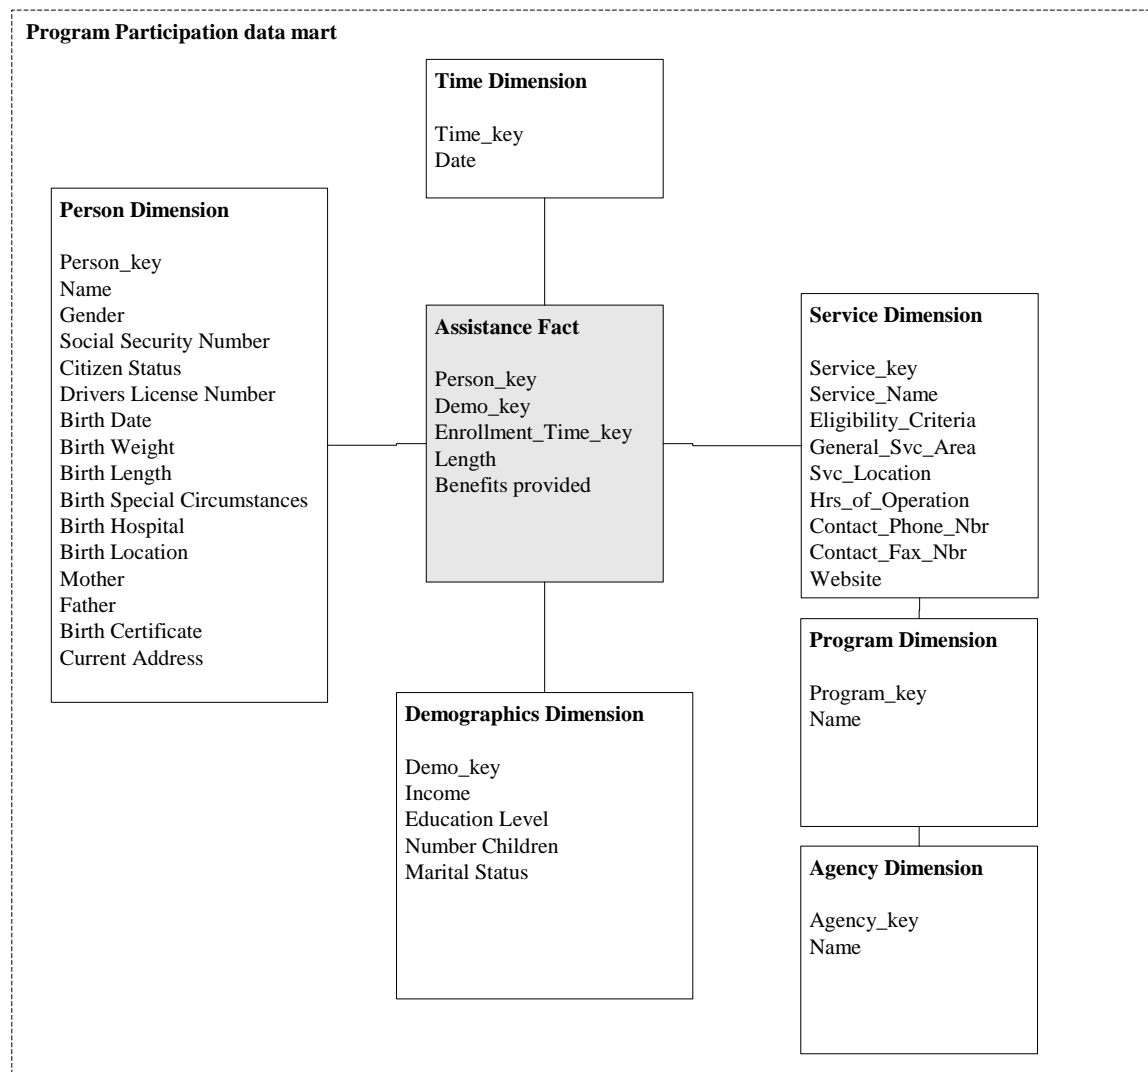 Program Participation data mart
Time Dimension
Time_key
Date
Person Dimension
Person_key
Name
Gender
Social Security Number
Citizen Status
Drivers License Number
Birth Date
Birth Weight
Birth Length
Birth Special Circumstances
Birth Hospital
Birth Location
Mother
Father
Birth Certificate
Current Address
Assistance Fact
Person_key
Demo_key
Enrollment_Time_key
Length
Benefits provided
Service Dimension
Service_key
Service_Name
Eligibility_Criteria
General_Svc_Area
Svc_Location
Hrs_of_Operation
Contact_Phone_Nbr
Contact_Fax_Nbr
Website
Program Dimension
Program_key
Name
Demographics Dimension
Demo_key
Income
Education Level
Number Children
Marital Status
Agency Dimension
Agency_key
Name